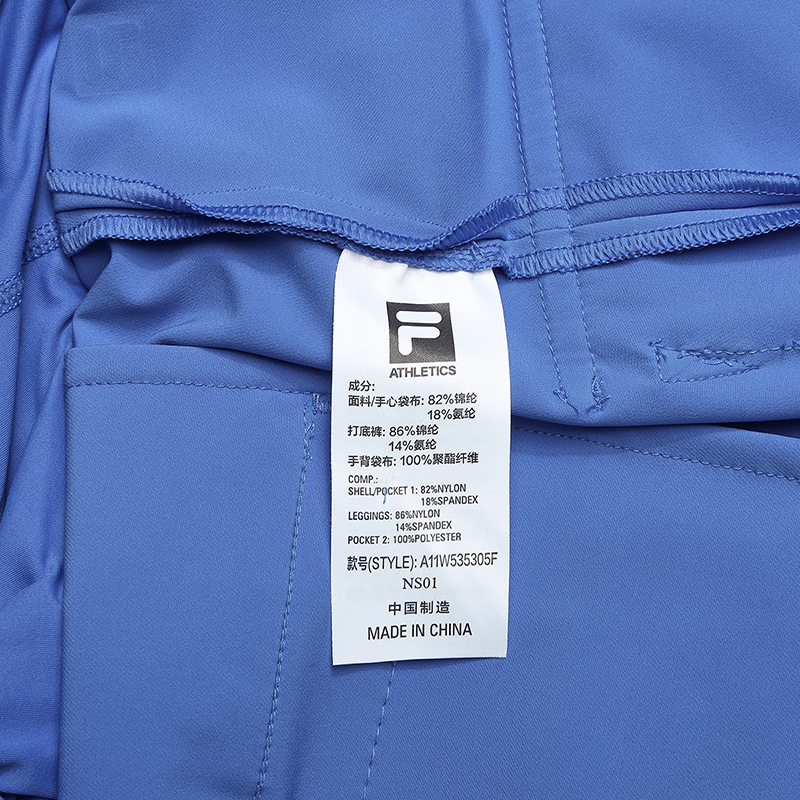 F
ATHLETICS
成分:
面料/手心袋布: 82%锦纶
18%氨纶
打底裤: 86%锦纶
14%氨纶
手背袋布: 100%聚酯纤维
COMP.:
SHELL/POCKET 1: 82%NYLON
18%SPANDEX
LEGGINGS: 86%NYLON
14%SPANDEX
POCKET 2: 100%POLYESTER
款号(STYLE): A11W535305F
NS01
中国制造
MADE IN CHINA